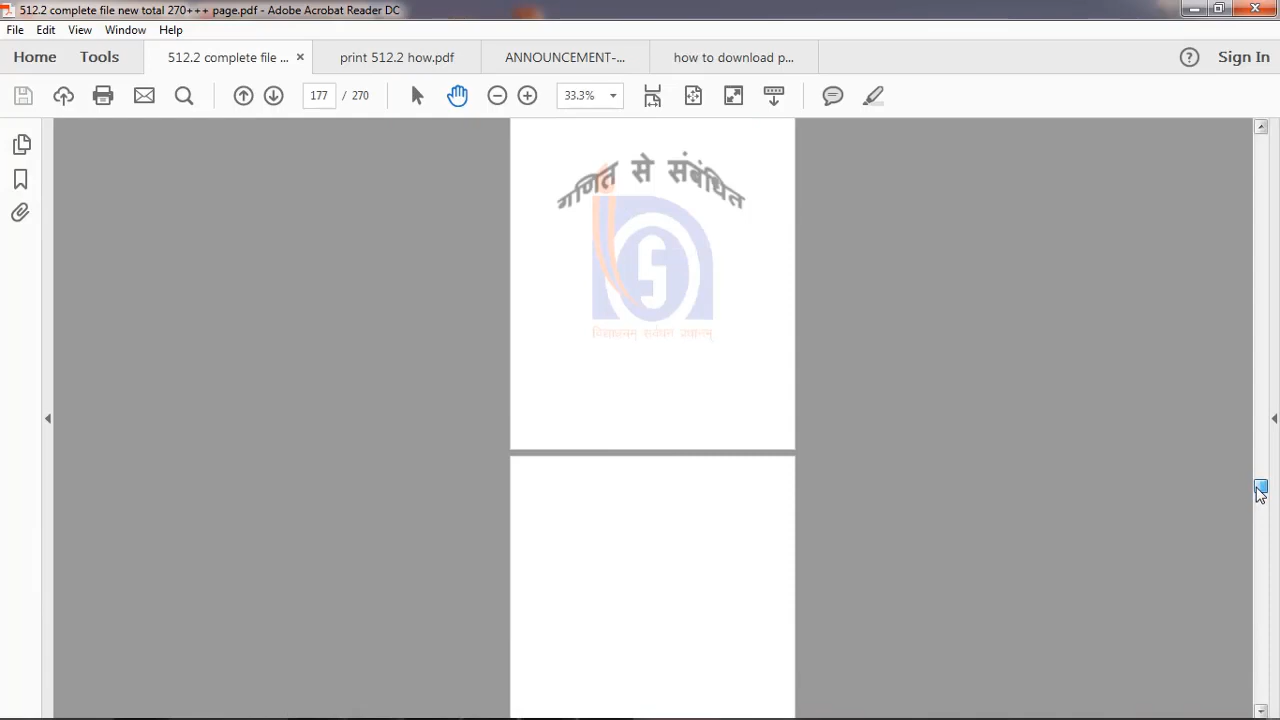 512.2 complete file new total 270+++ page.pdf - Adobe Acrobat Reader DC
File Edit View Window Help
Home Tools 512.2 complete file ... × print 512.2 how.pdf ANNOUNCEMENT-... how to download p... Sign In
177 / 270 33.3%
गणित से संबंधित